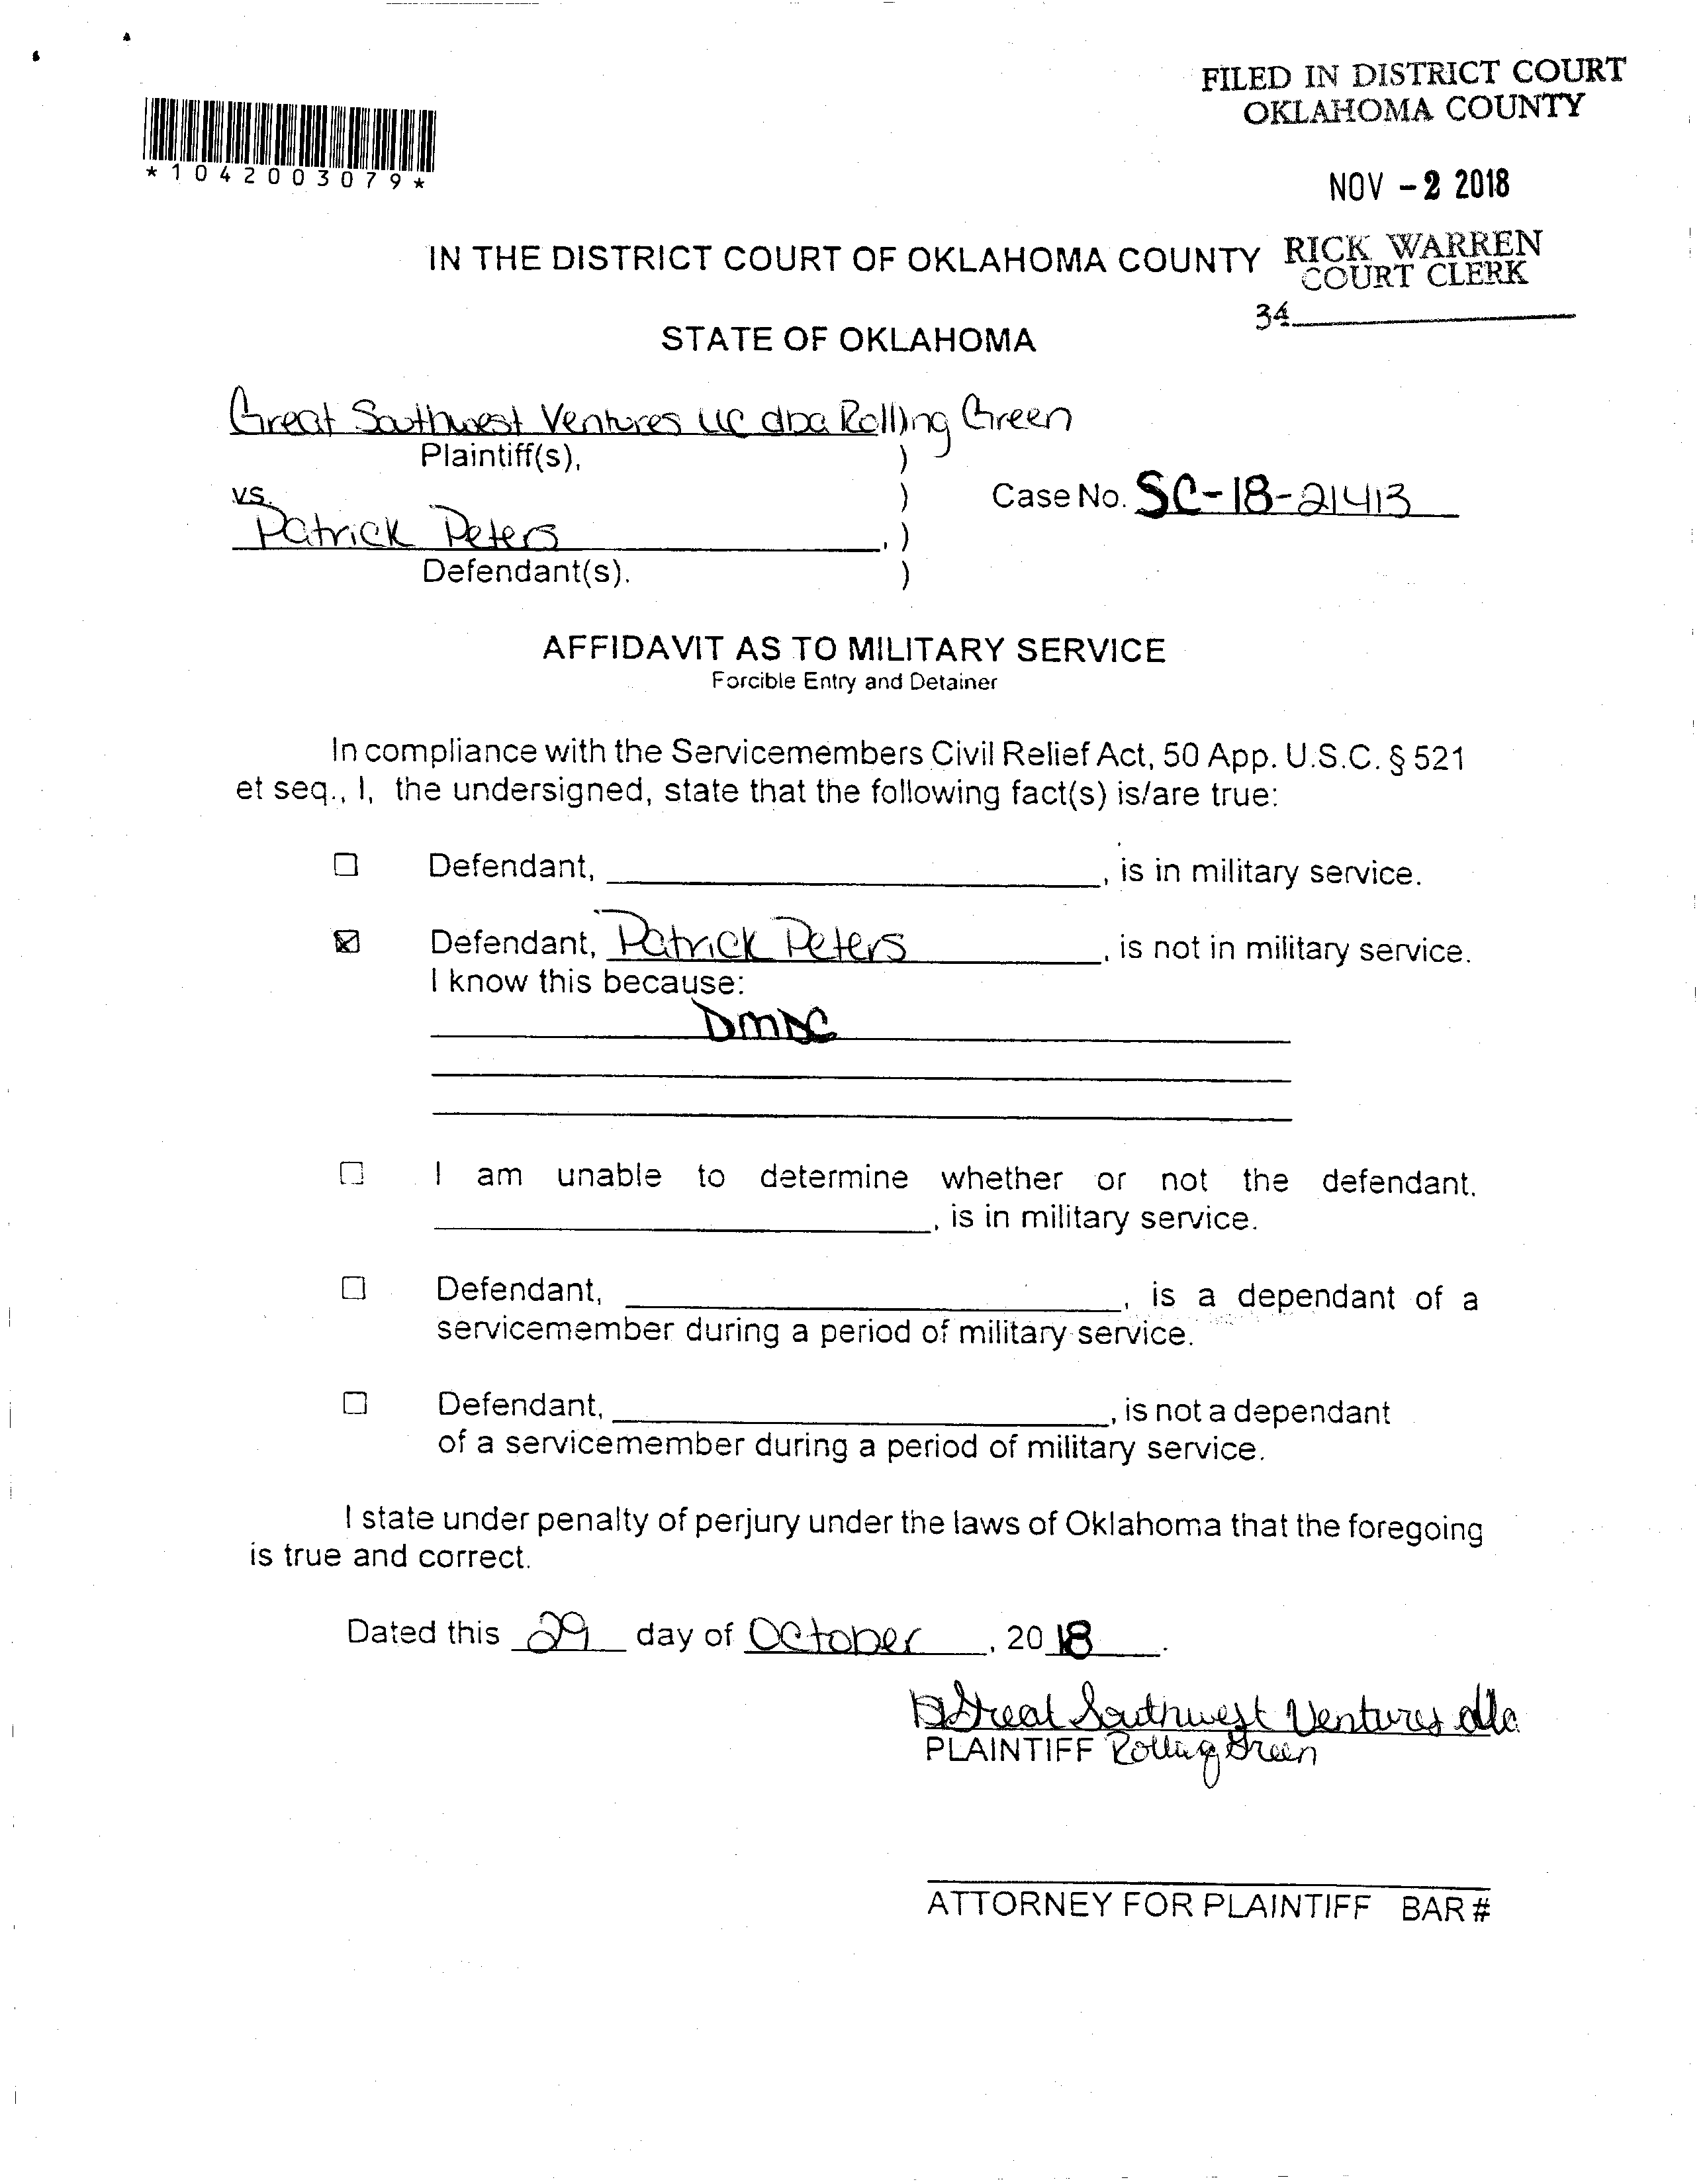 FILED IN DISTRICT COURT
OKLAHOMA COUNTY
*1042003079*
NOV -2 2018
IN THE DISTRICT COURT OF OKLAHOMA COUNTY
RICK WARREN
COURT CLERK
34
STATE OF OKLAHOMA
Great Southwest Ventures LLC dba Rolling Green
Plaintiff(s), )
vs. ) Case No. SC-18-21413
Patrick Peters , )
Defendant(s). )
AFFIDAVIT AS TO MILITARY SERVICE
Forcible Entry and Detainer
In compliance with the Servicemembers Civil Relief Act, 50 App. U.S.C. § 521
et seq., I, the undersigned, state that the following fact(s) is/are true:
☐ Defendant, , is in military service.
☒ Defendant, Patrick Peters , is not in military service.
I know this because:
DMDC
☐ I am unable to determine whether or not the defendant.
, is in military service.
☐ Defendant, , is a dependant of a
servicemember during a period of military service.
☐ Defendant, , is not a dependant
of a servicemember during a period of military service.
I state under penalty of perjury under the laws of Oklahoma that the foregoing
is true and correct.
Dated this 29 day of October , 20 18 .
Great Southwest Ventures dba
PLAINTIFF Rolling Green
ATTORNEY FOR PLAINTIFF BAR #